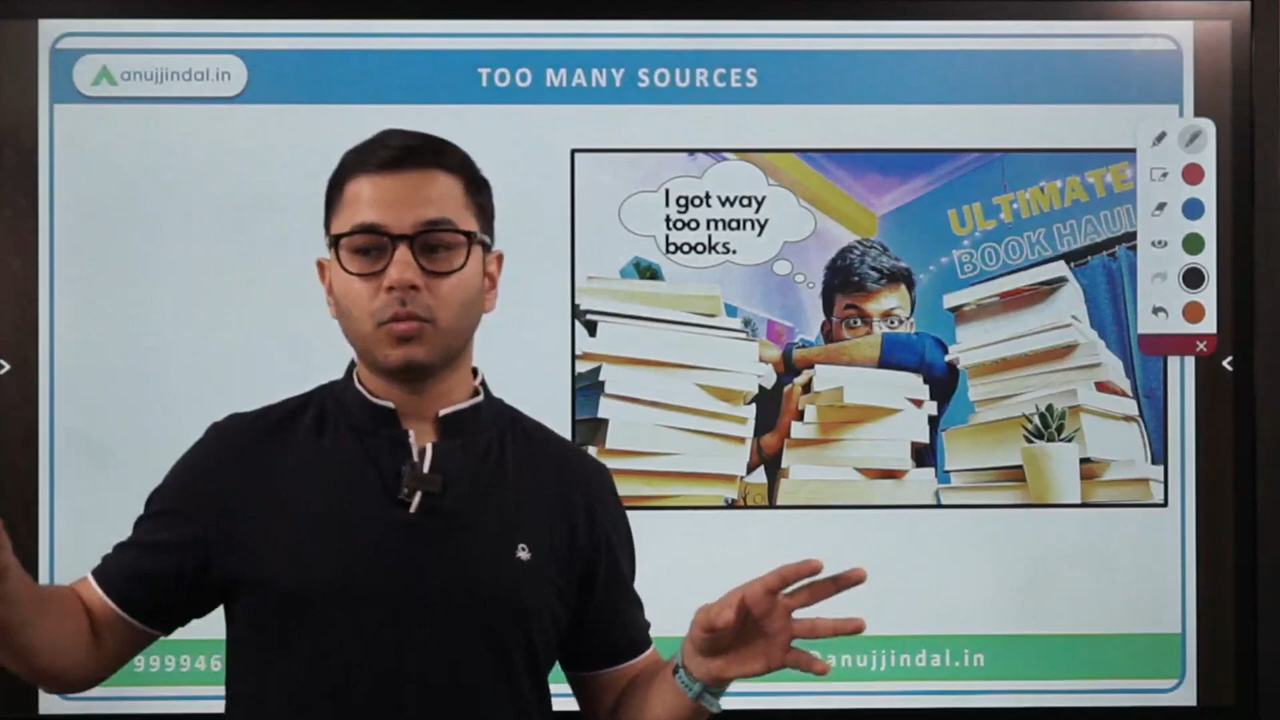 anujjindal.in
TOO MANY SOURCES
I got way
too many
books.
ULTIMATE
BOOK HAUL
999946
anujjindal.in